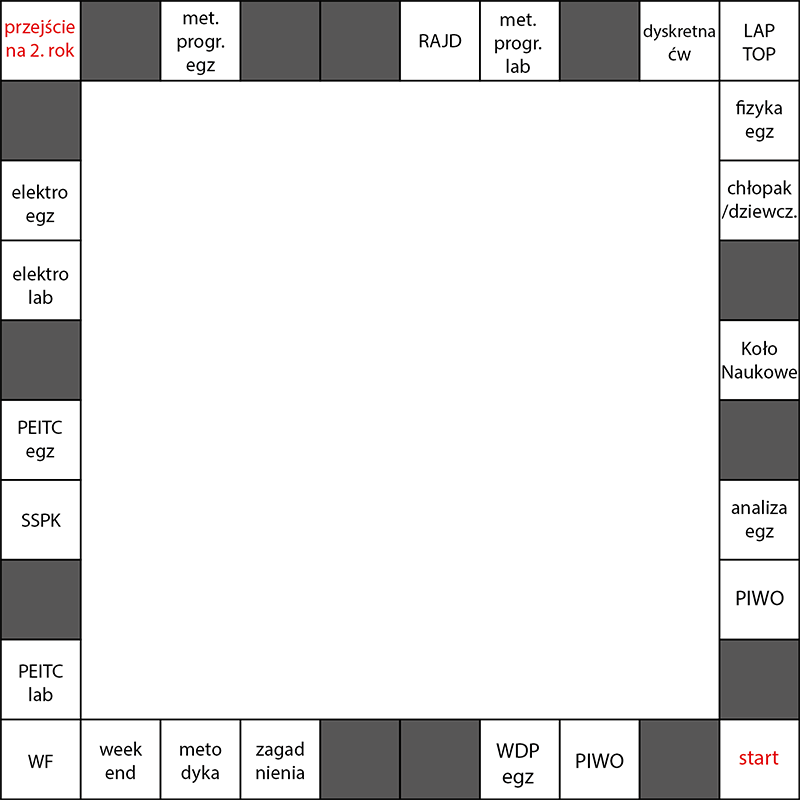 przejście
na 2. rok
met.
progr.
egz
RAJD
met.
progr.
lab
dyskretna
ćw
LAP
TOP
fizyka
egz
elektro
egz
chłopak
/dziewcz.
elektro
lab
Koło
Naukowe
PEITC
egz
SSPK
analiza
egz
PIWO
PEITC
lab
WF
week
end
meto
dyka
zagad
nienia
WDP
egz
PIWO
start